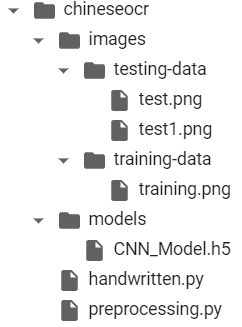 chineseocr
images
testing-data
test.png
test1.png
training-data
training.png
models
CNN_Model.h5
handwritten.py
preprocessing.py